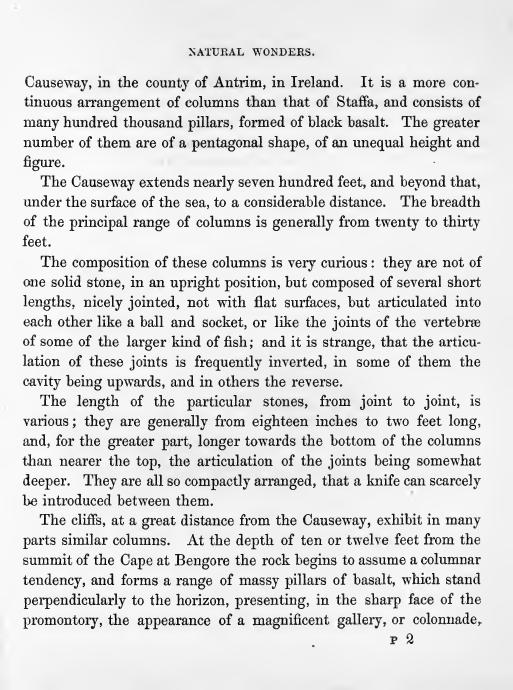 NATURAL WONDERS.
Causeway, in the county of Antrim, in Ireland. It is a more con-
tinuous arrangement of columns than that of Staffa, and consists of
many hundred thousand pillars, formed of black basalt. The greater
number of them are of a pentagonal shape, of an unequal height and
figure.
The Causeway extends nearly seven hundred feet, and beyond that,
under the surface of the sea, to a considerable distance. The breadth
of the principal range of columns is generally from twenty to thirty
feet.
The composition of these columns is very curious: they are not of
one solid stone, in an upright position, but composed of several short
lengths, nicely jointed, not with flat surfaces, but articulated into
each other like a ball and socket, or like the joints of the vertebræ
of some of the larger kind of fish; and it is strange, that the articu-
lation of these joints is frequently inverted, in some of them the
cavity being upwards, and in others the reverse.
The length of the particular stones, from joint to joint, is
various; they are generally from eighteen inches to two feet long,
and, for the greater part, longer towards the bottom of the columns
than nearer the top, the articulation of the joints being somewhat
deeper. They are all so compactly arranged, that a knife can scarcely
be introduced between them.
The cliffs, at a great distance from the Causeway, exhibit in many
parts similar columns. At the depth of ten or twelve feet from the
summit of the Cape at Bengore the rock begins to assume a columnar
tendency, and forms a range of massy pillars of basalt, which stand
perpendicularly to the horizon, presenting, in the sharp face of the
promontory, the appearance of a magnificent gallery, or colonnade,
P 2